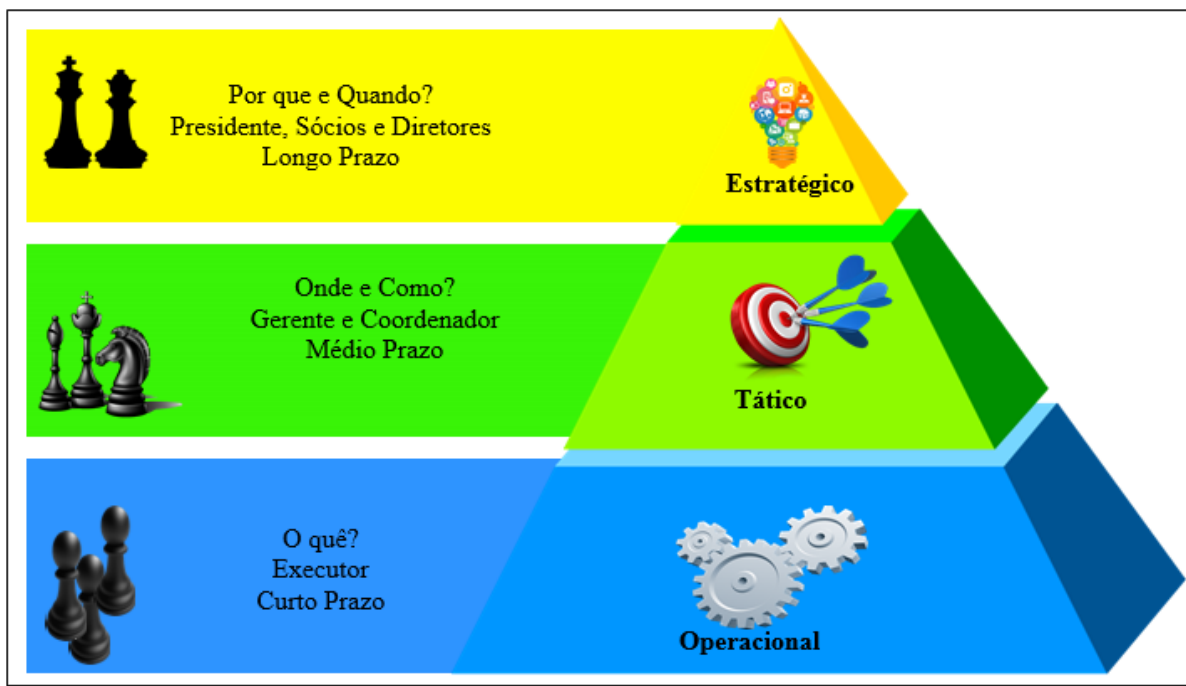 Por que e Quando?
Presidente, Sócios e Diretores
Longo Prazo
Estratégico
Onde e Como?
Gerente e Coordenador
Médio Prazo
Tático
O quê?
Executor
Curto Prazo
Operacional